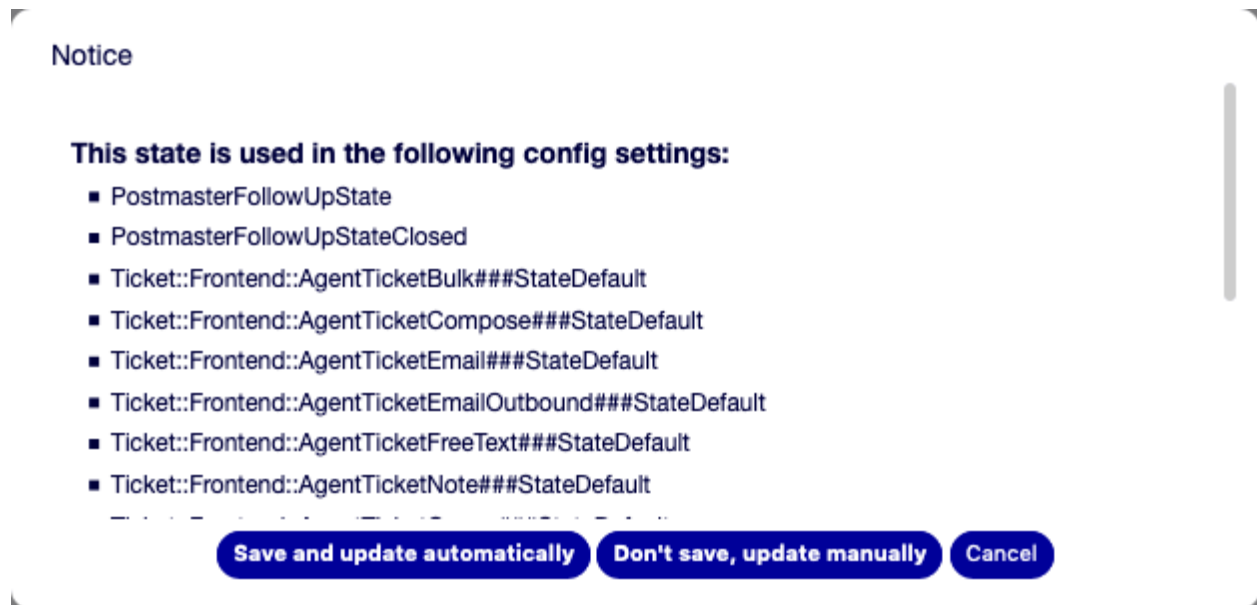 Notice
This state is used in the following config settings:
PostmasterFollowUpState
PostmasterFollowUpStateClosed
Ticket::Frontend::AgentTicketBulk###StateDefault
Ticket::Frontend::AgentTicketCompose###StateDefault
Ticket::Frontend::AgentTicketEmail###StateDefault
Ticket::Frontend::AgentTicketEmailOutbound###StateDefault
Ticket::Frontend::AgentTicketFreeText###StateDefault
Ticket::Frontend::AgentTicketNote###StateDefault
Save and update automatically Don't save, update manually Cancel